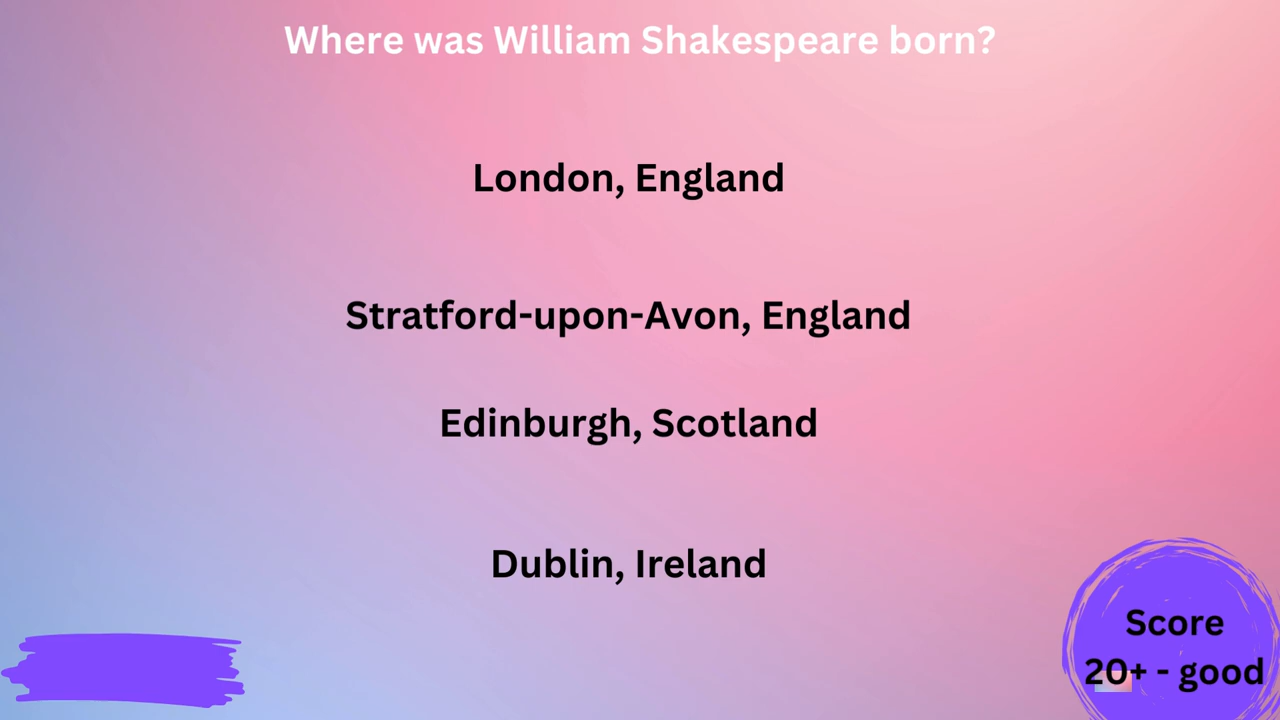 Where was William Shakespeare born?
London, England
Stratford-upon-Avon, England
Edinburgh, Scotland
Dublin, Ireland
Score
20+ - good